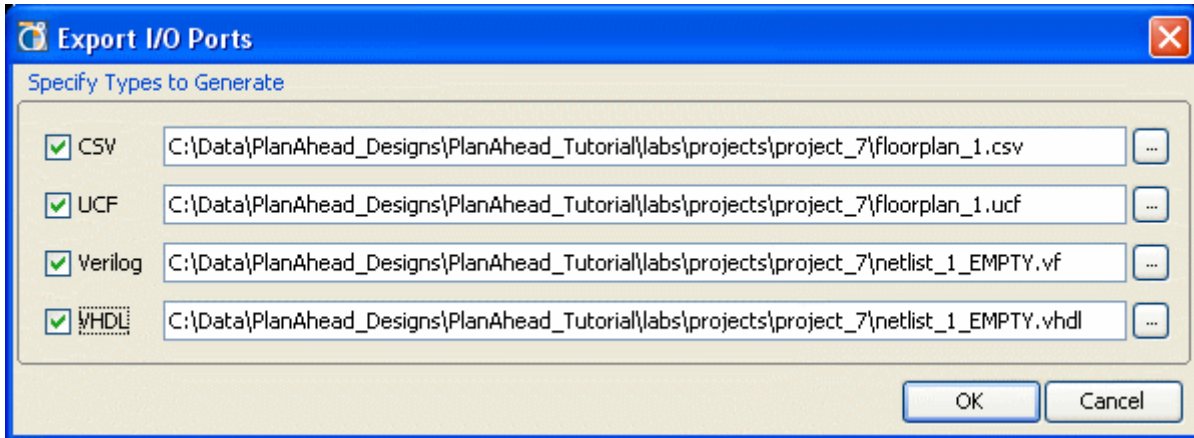 Export I/O Ports
Specify Types to Generate
CSV C:\Data\PlanAhead_Designs\PlanAhead_Tutorial\labs\projects\project_7\floorplan_1.csv ...
UCF C:\Data\PlanAhead_Designs\PlanAhead_Tutorial\labs\projects\project_7\floorplan_1.ucf ...
Verilog C:\Data\PlanAhead_Designs\PlanAhead_Tutorial\labs\projects\project_7\netlist_1_EMPTY.vf ...
VHDL C:\Data\PlanAhead_Designs\PlanAhead_Tutorial\labs\projects\project_7\netlist_1_EMPTY.vhdl ...
OK Cancel